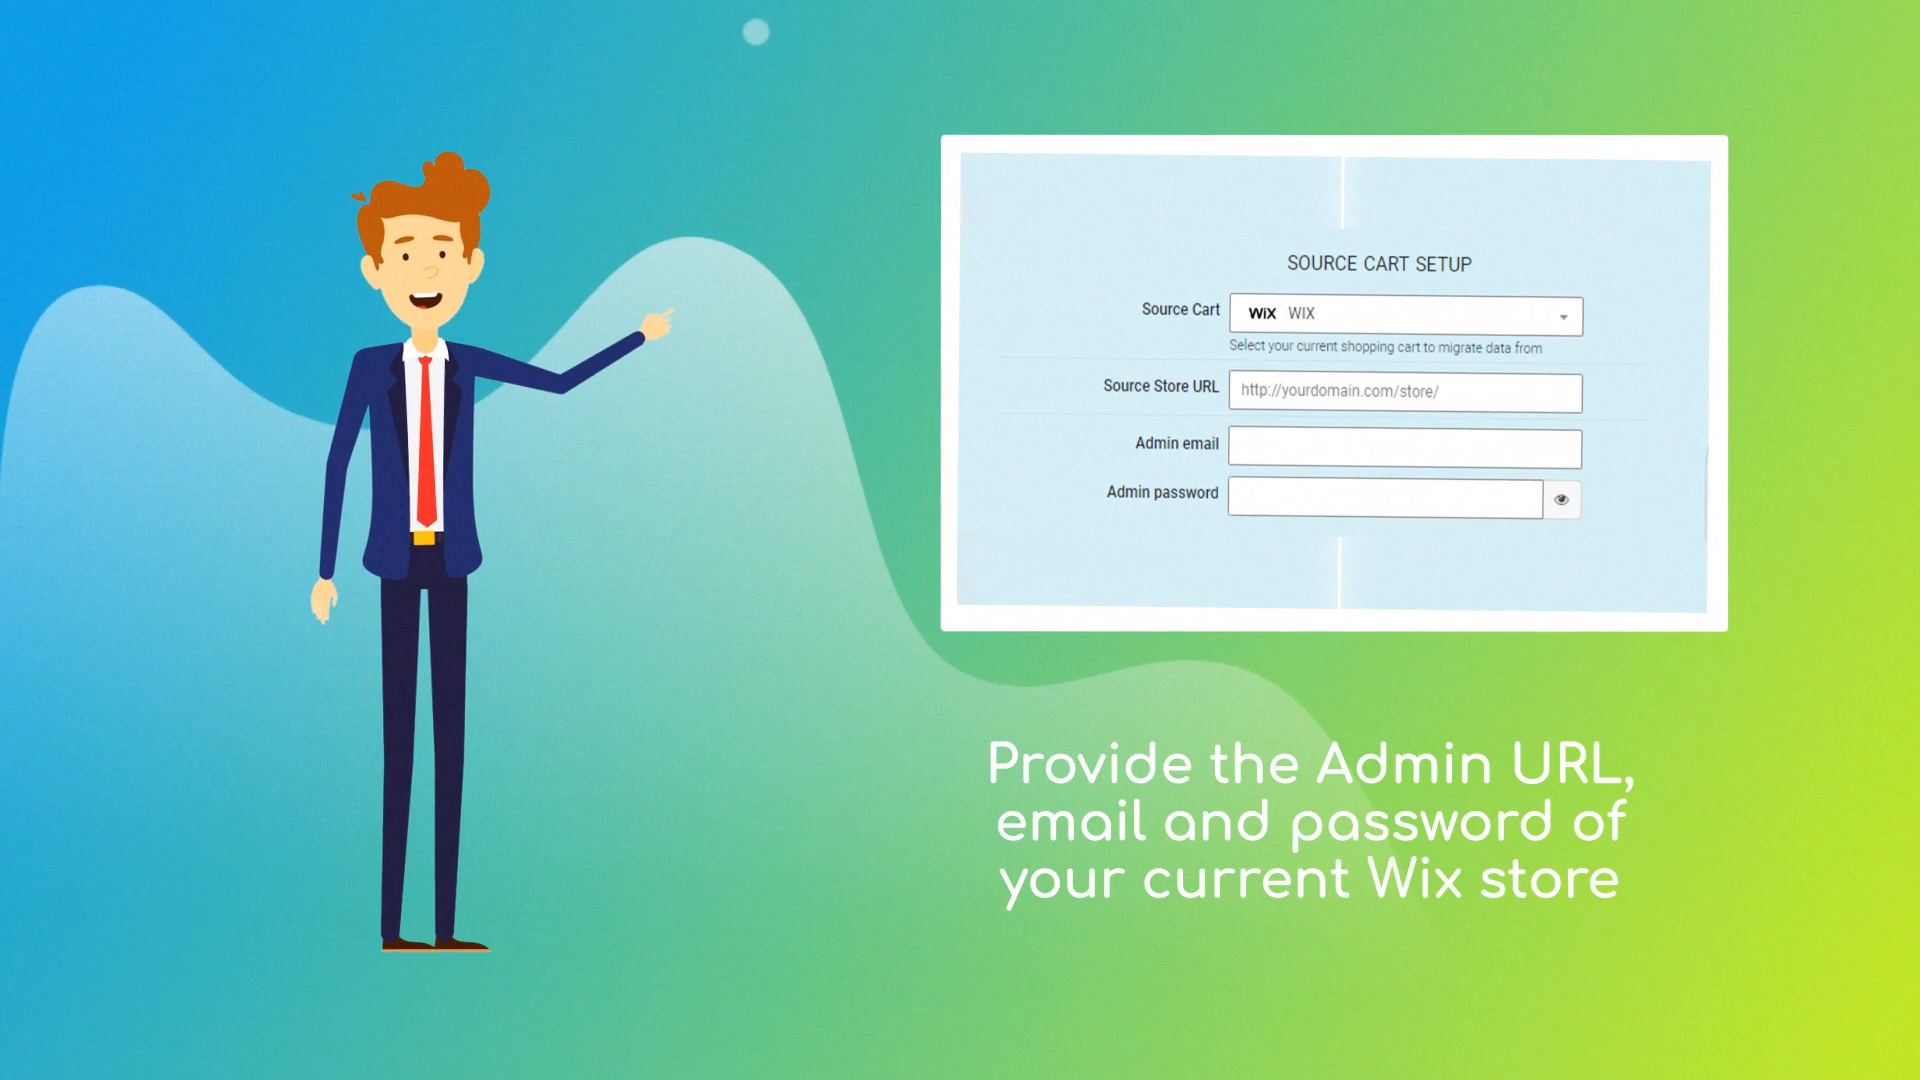 SOURCE CART SETUP
Source Cart WiX WIX
Select your current shopping cart to migrate data from
Source Store URL http://yourdomain.com/store/
Admin email
Admin password
Provide the Admin URL,
email and password of
your current Wix store